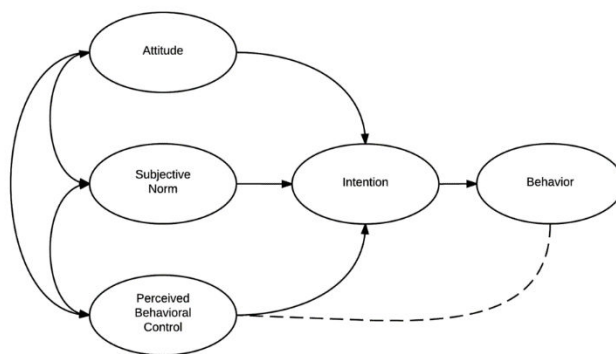 Attitude
Subjective
Norm
Intention
Behavior
Perceived
Behavioral
Control